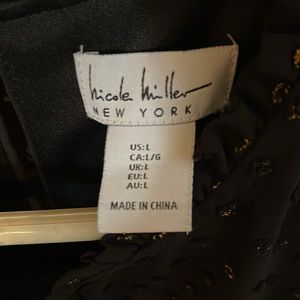 nicole miller
NEW YORK
US:L
CA:L/G
UK:L
EU:L
AU:L
MADE IN CHINA